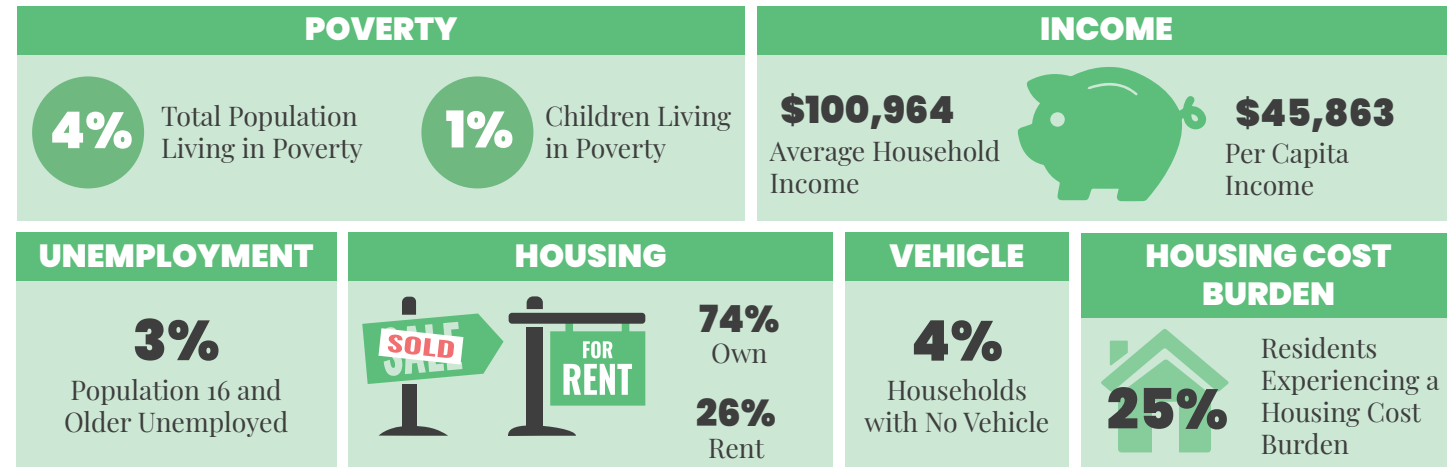 POVERTY
4%
Total Population
Living in Poverty
1%
Children Living
in Poverty
INCOME
$100,964
Average Household
Income
$45,863
Per Capita
Income
UNEMPLOYMENT
3%
Population 16 and
Older Unemployed
HOUSING
SALE
SOLD
FOR
RENT
74%
Own
26%
Rent
VEHICLE
4%
Households
with No Vehicle
HOUSING COST
BURDEN
25%
Residents
Experiencing a
Housing Cost
Burden